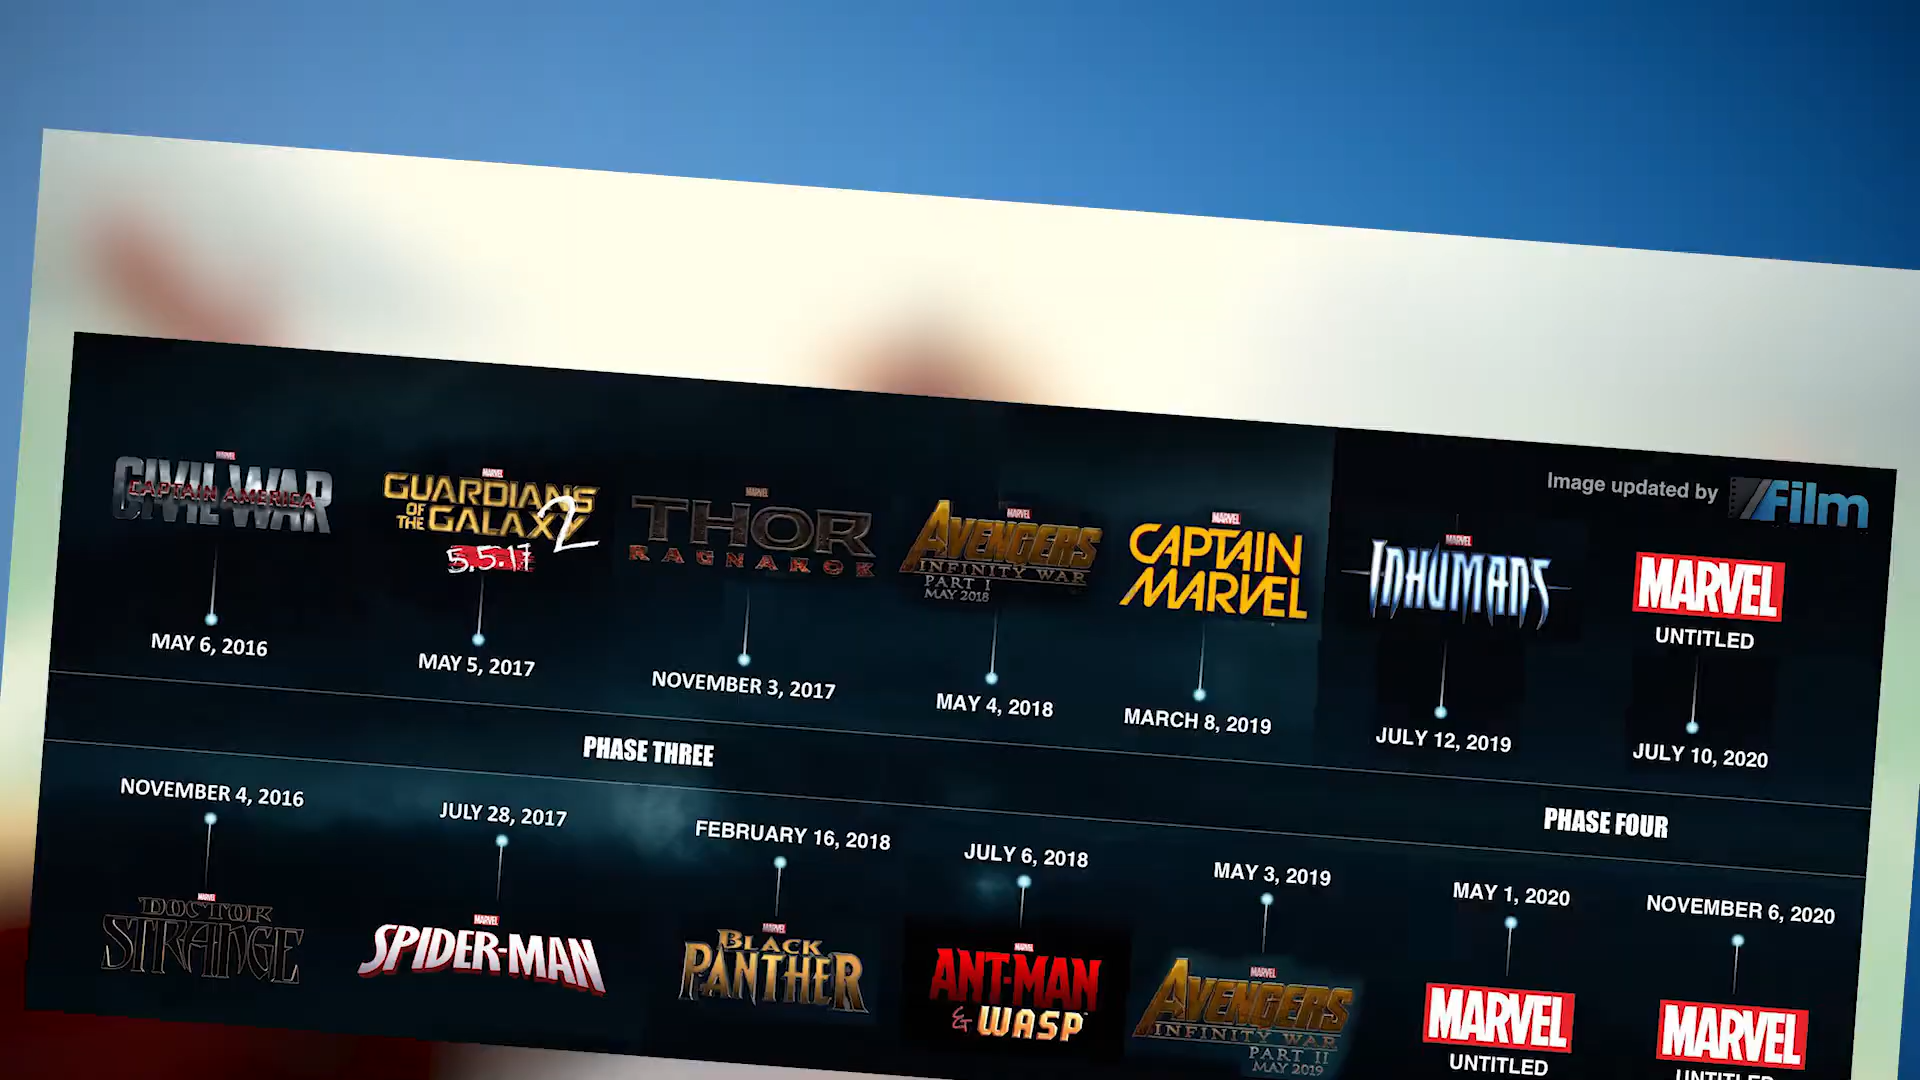 Image updated by /Film
MARVEL
CIVIL WAR
CAPTAIN AMERICA
MAY 6, 2016
MARVEL
GUARDIANS
OF THE GALAXY 2
5.5.17
MAY 5, 2017
MARVEL
THOR
RAGNAROK
NOVEMBER 3, 2017
MARVEL
AVENGERS
INFINITY WAR
PART I
MAY 2018
MAY 4, 2018
MARVEL
CAPTAIN
MARVEL
MARCH 8, 2019
MARVEL
INHUMANS
JULY 12, 2019
MARVEL
UNTITLED
JULY 10, 2020
PHASE THREE
PHASE FOUR
NOVEMBER 4, 2016
MARVEL
DOCTOR
STRANGE
JULY 28, 2017
MARVEL
SPIDER-MAN
FEBRUARY 16, 2018
MARVEL
BLACK
PANTHER
JULY 6, 2018
MARVEL
ANT-MAN
& WASP
MAY 3, 2019
MARVEL
AVENGERS
INFINITY WAR
PART II
MAY 2019
MAY 1, 2020
MARVEL
UNTITLED
NOVEMBER 6, 2020
MARVEL
UNTITLED